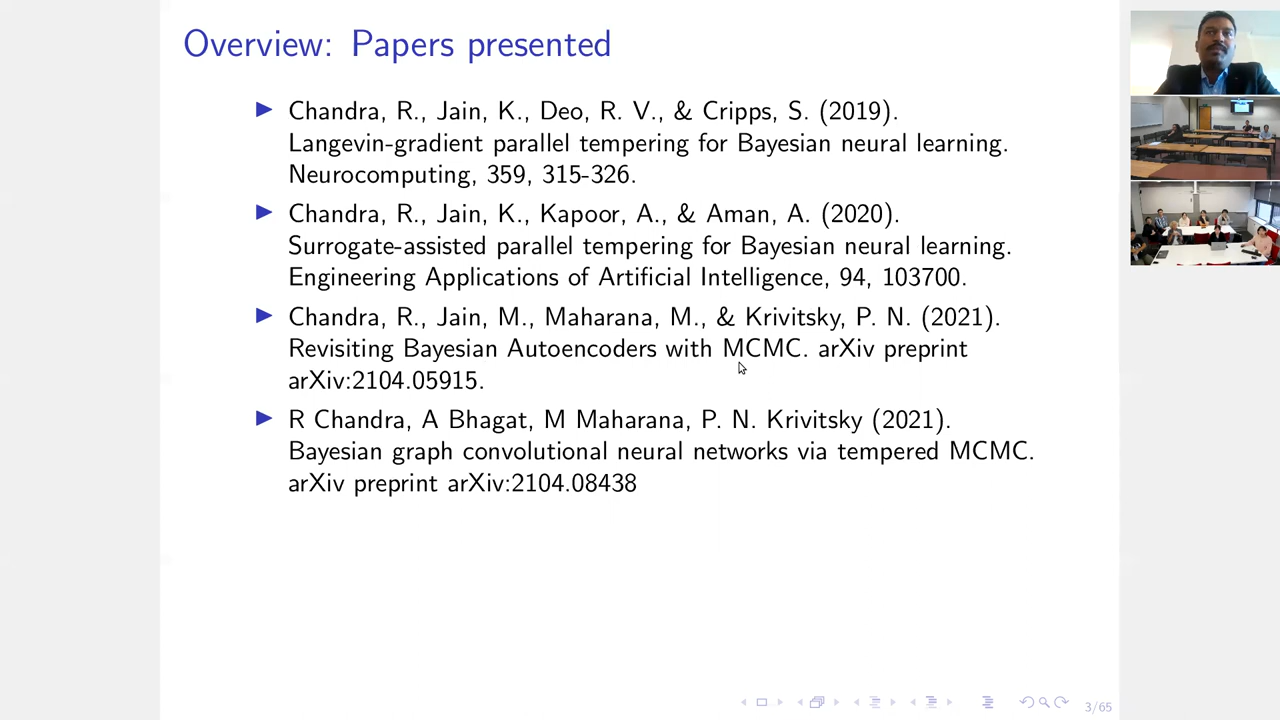 Overview: Papers presented
Chandra, R., Jain, K., Deo, R. V., & Cripps, S. (2019).
Langevin-gradient parallel tempering for Bayesian neural learning.
Neurocomputing, 359, 315-326.
Chandra, R., Jain, K., Kapoor, A., & Aman, A. (2020).
Surrogate-assisted parallel tempering for Bayesian neural learning.
Engineering Applications of Artificial Intelligence, 94, 103700.
Chandra, R., Jain, M., Maharana, M., & Krivitsky, P. N. (2021).
Revisiting Bayesian Autoencoders with MCMC. arXiv preprint
arXiv:2104.05915.
R Chandra, A Bhagat, M Maharana, P. N. Krivitsky (2021).
Bayesian graph convolutional neural networks via tempered MCMC.
arXiv preprint arXiv:2104.08438
3/65